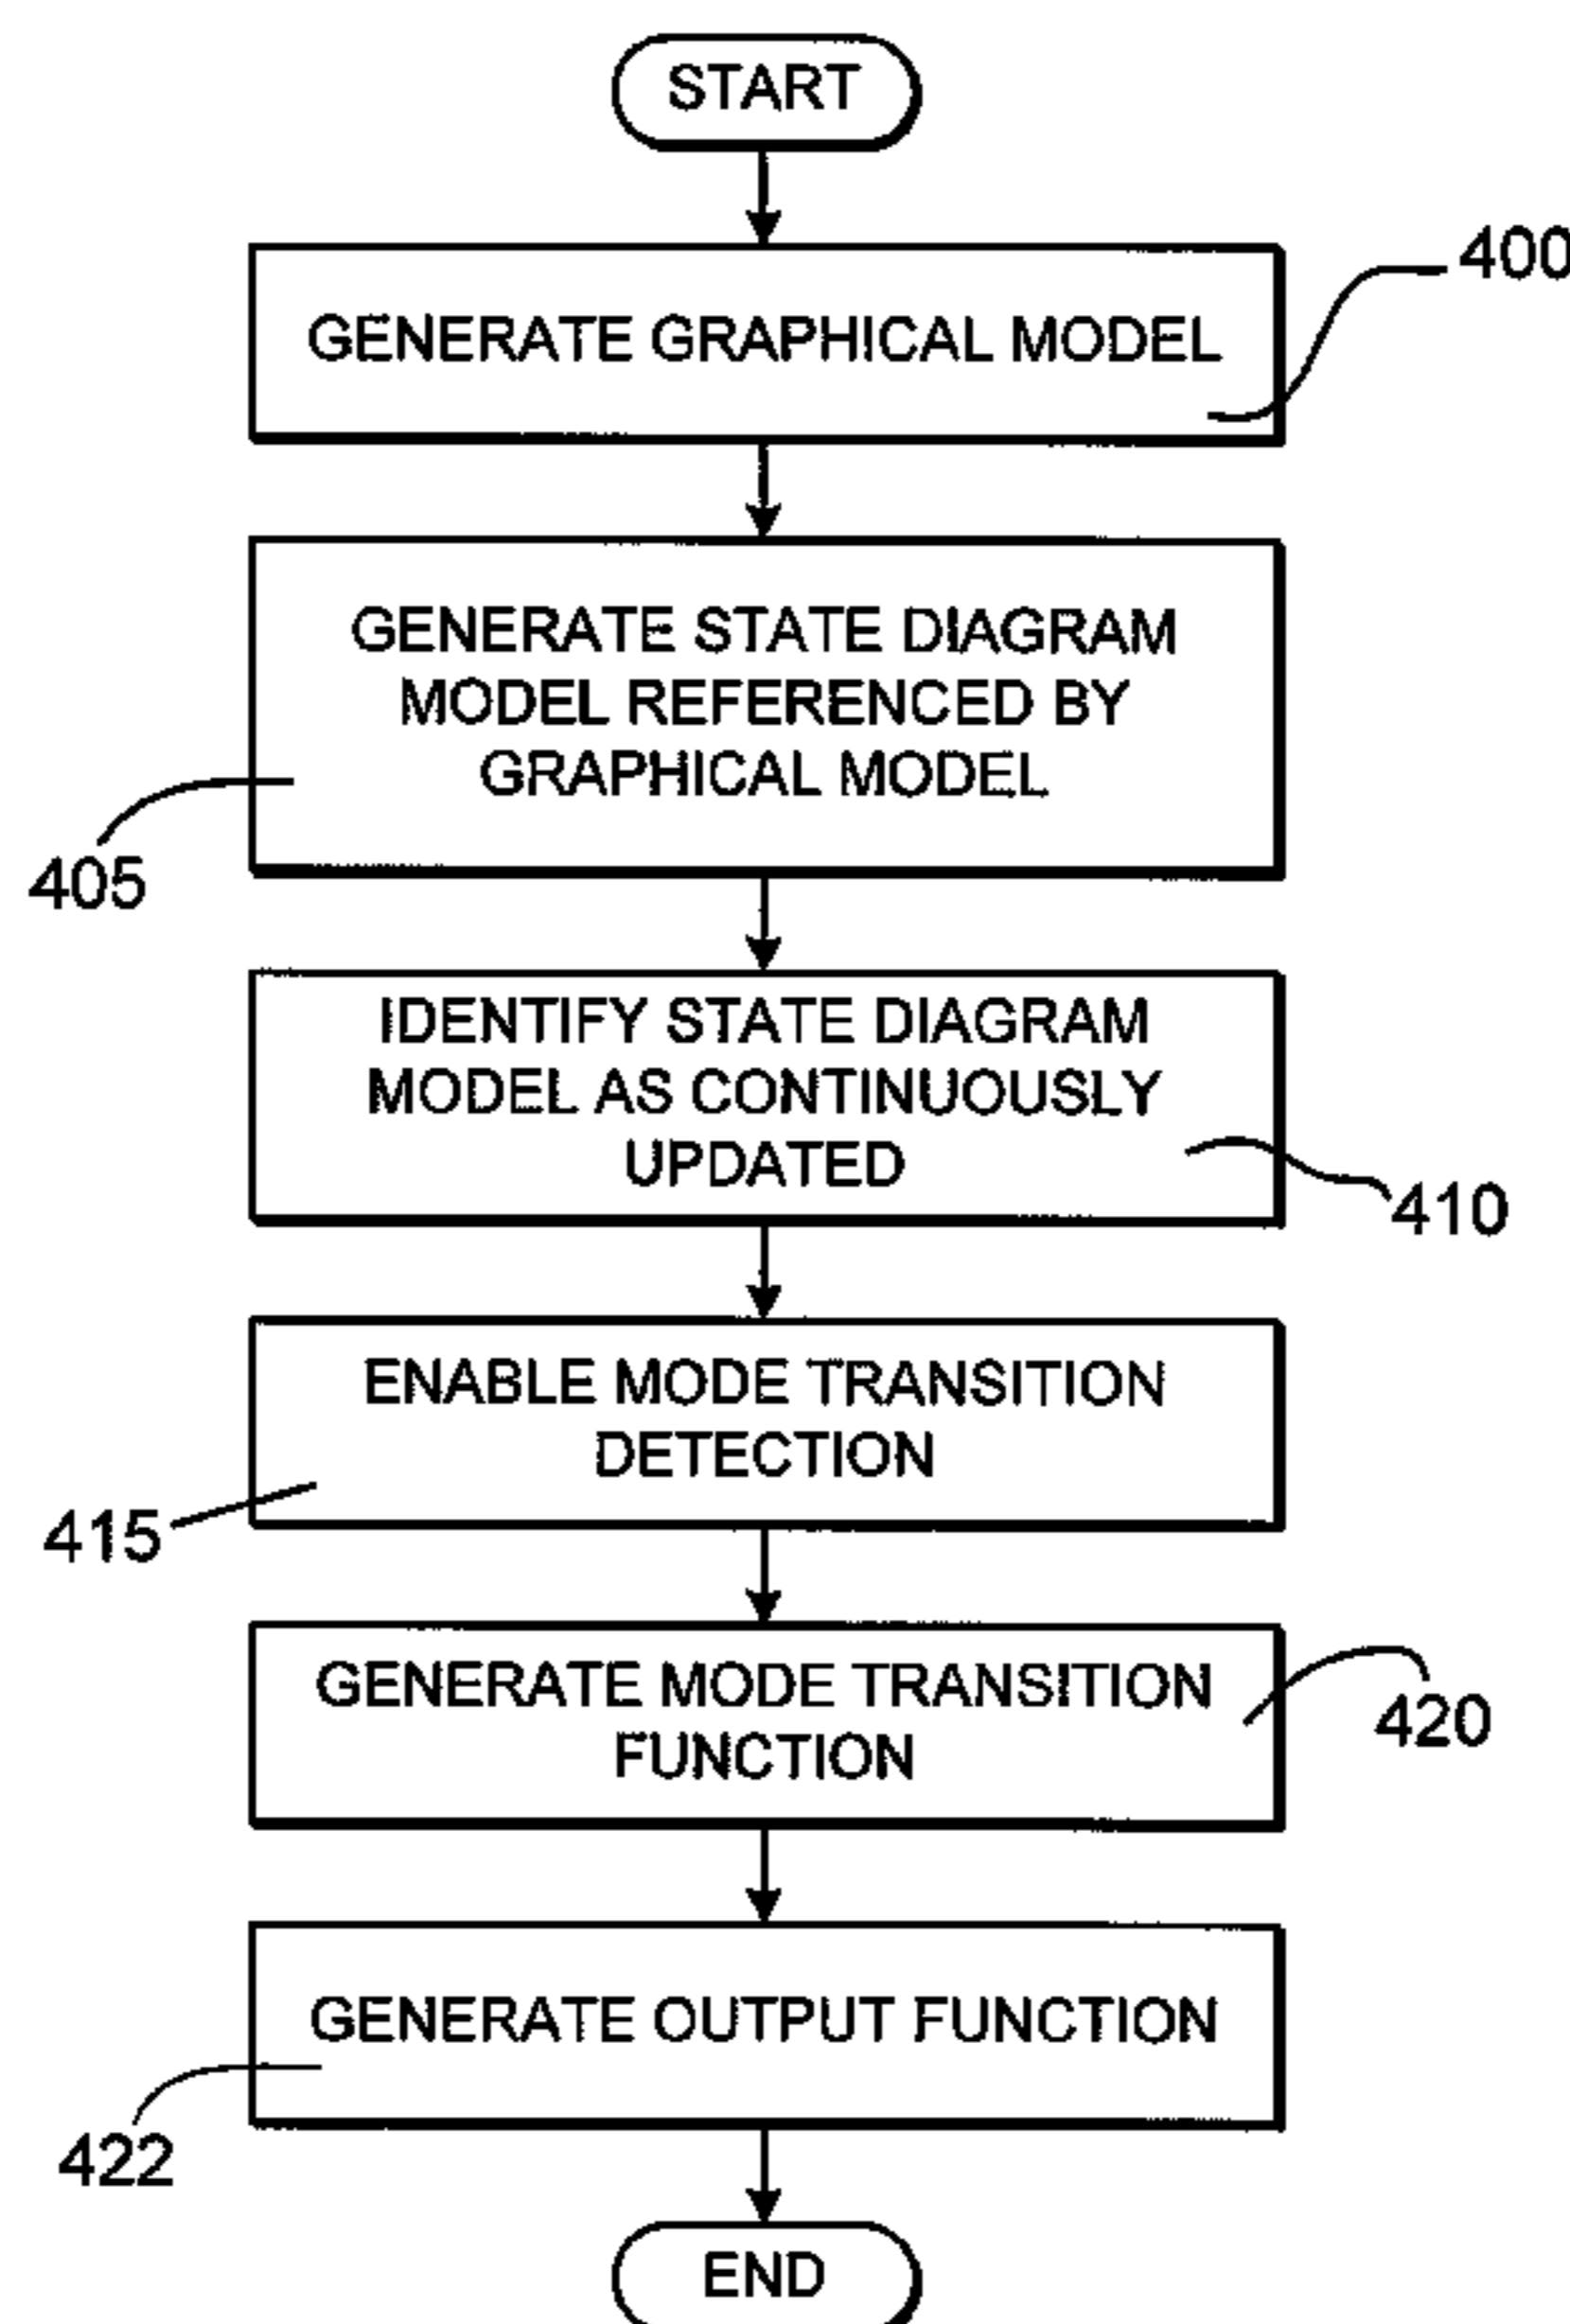 START
GENERATE GRAPHICAL MODEL
400
GENERATE STATE DIAGRAM
MODEL REFERENCED BY
GRAPHICAL MODEL
405
IDENTIFY STATE DIAGRAM
MODEL AS CONTINUOUSLY
UPDATED
410
ENABLE MODE TRANSITION
DETECTION
415
GENERATE MODE TRANSITION
FUNCTION
420
GENERATE OUTPUT FUNCTION
422
END